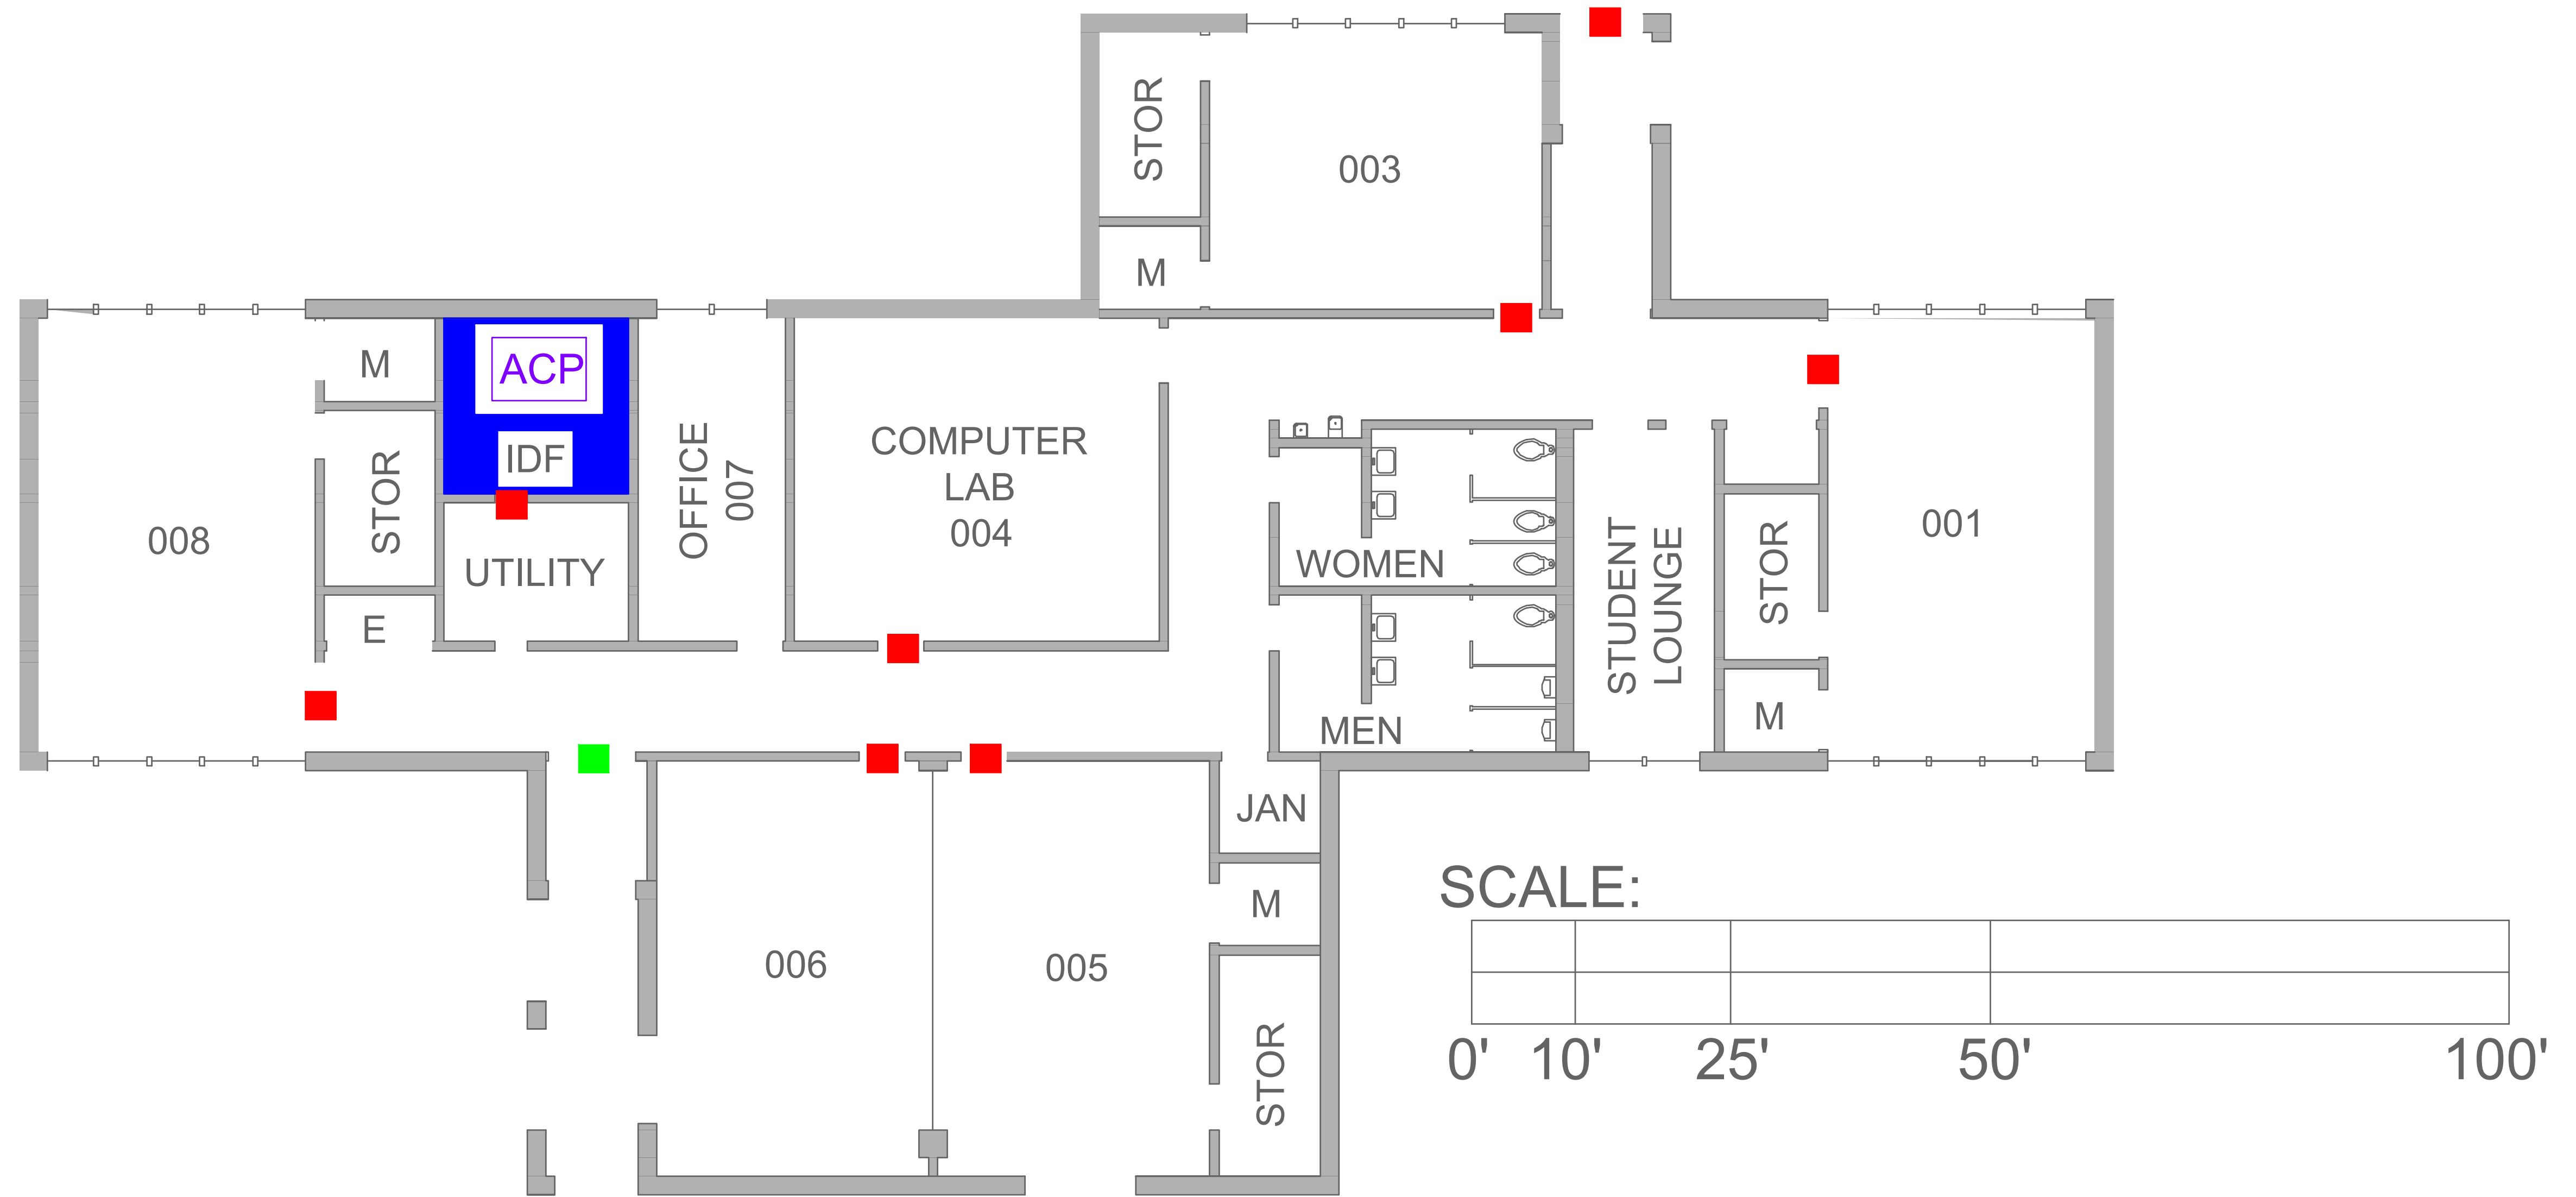 STOR
003
M
M
ACP
IDF
STOR
008
UTILITY
E
OFFICE
007
COMPUTER
LAB
004
WOMEN
MEN
STUDENT
LOUNGE
STOR
M
001
JAN
M
006
005
STOR
SCALE:
0' 10' 25' 50' 100'